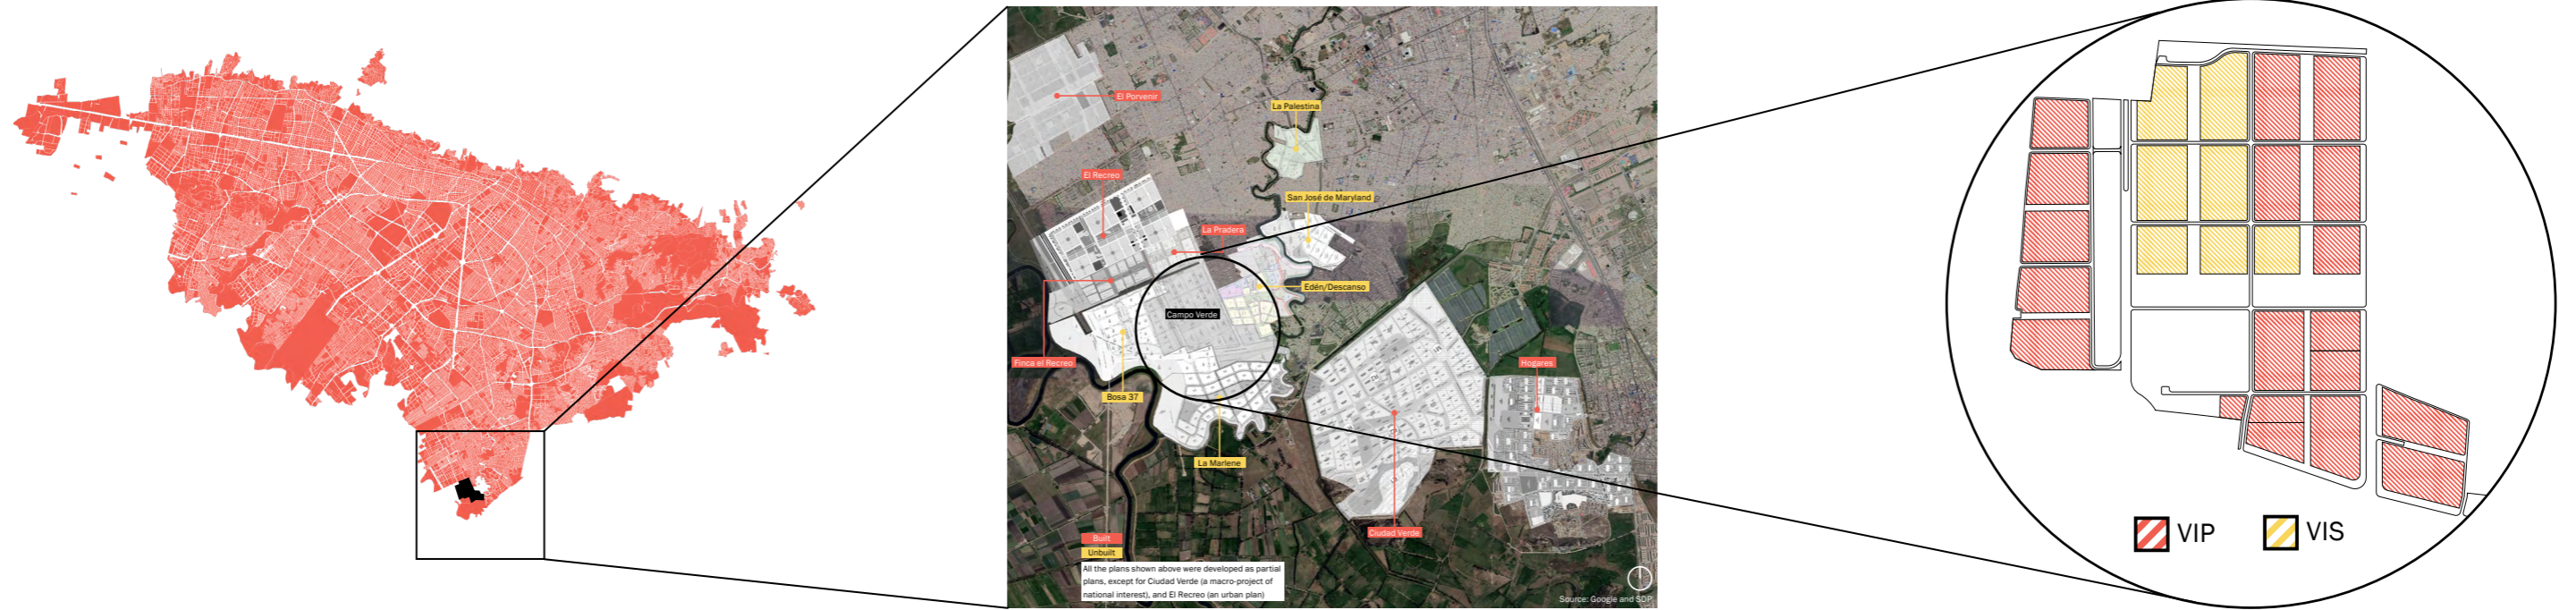 El Porvenir
La Palestina
El Recreo
San José de Maryland
La Pradera
Edén/Descanso
Campo Verde
Finca el Recreo
Hogares
Bosa 37
La Marlene
Ciudad Verde
Built
Unbuilt
All the plans shown above were developed as partial
plans, except for Ciudad Verde (a macro-project of
national interest), and El Recreo (an urban plan)
Source: Google and SDP
VIP
VIS